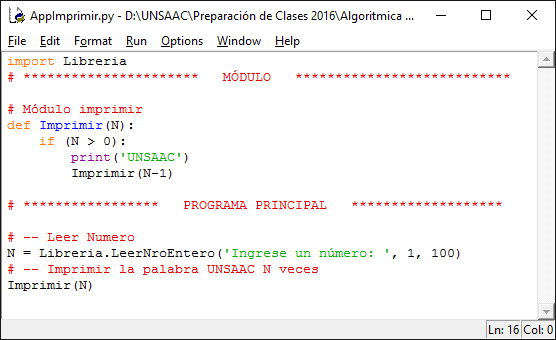 AppImprimir.py - D:\UNSAAC\Preparación de Clases 2016\Algoritmica ...
File Edit Format Run Options Window Help
import Libreria
# ********************** MÓDULO ***************************
# Módulo imprimir
def Imprimir(N):
if (N > 0):
print('UNSAAC')
Imprimir(N-1)
# ***************** PROGRAMA PRINCIPAL *******************
# -- Leer Numero
N = Libreria.LeerNroEntero('Ingrese un número: ', 1, 100)
# -- Imprimir la palabra UNSAAC N veces
Imprimir(N)
Ln: 16 Col: 0